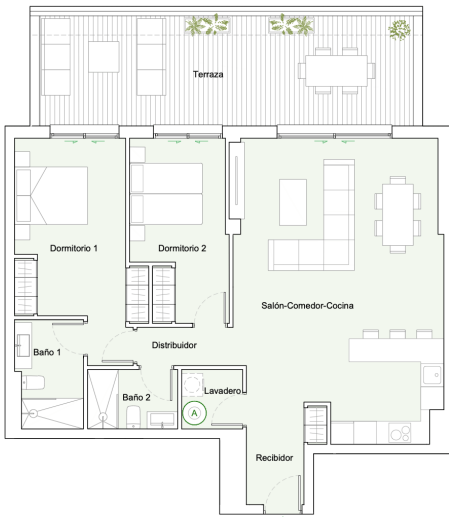 Terraza
Dormitorio 1
Dormitorio 2
Salón-Comedor-Cocina
Distribuidor
Baño 1
Baño 2
Lavadero
A
Recibidor